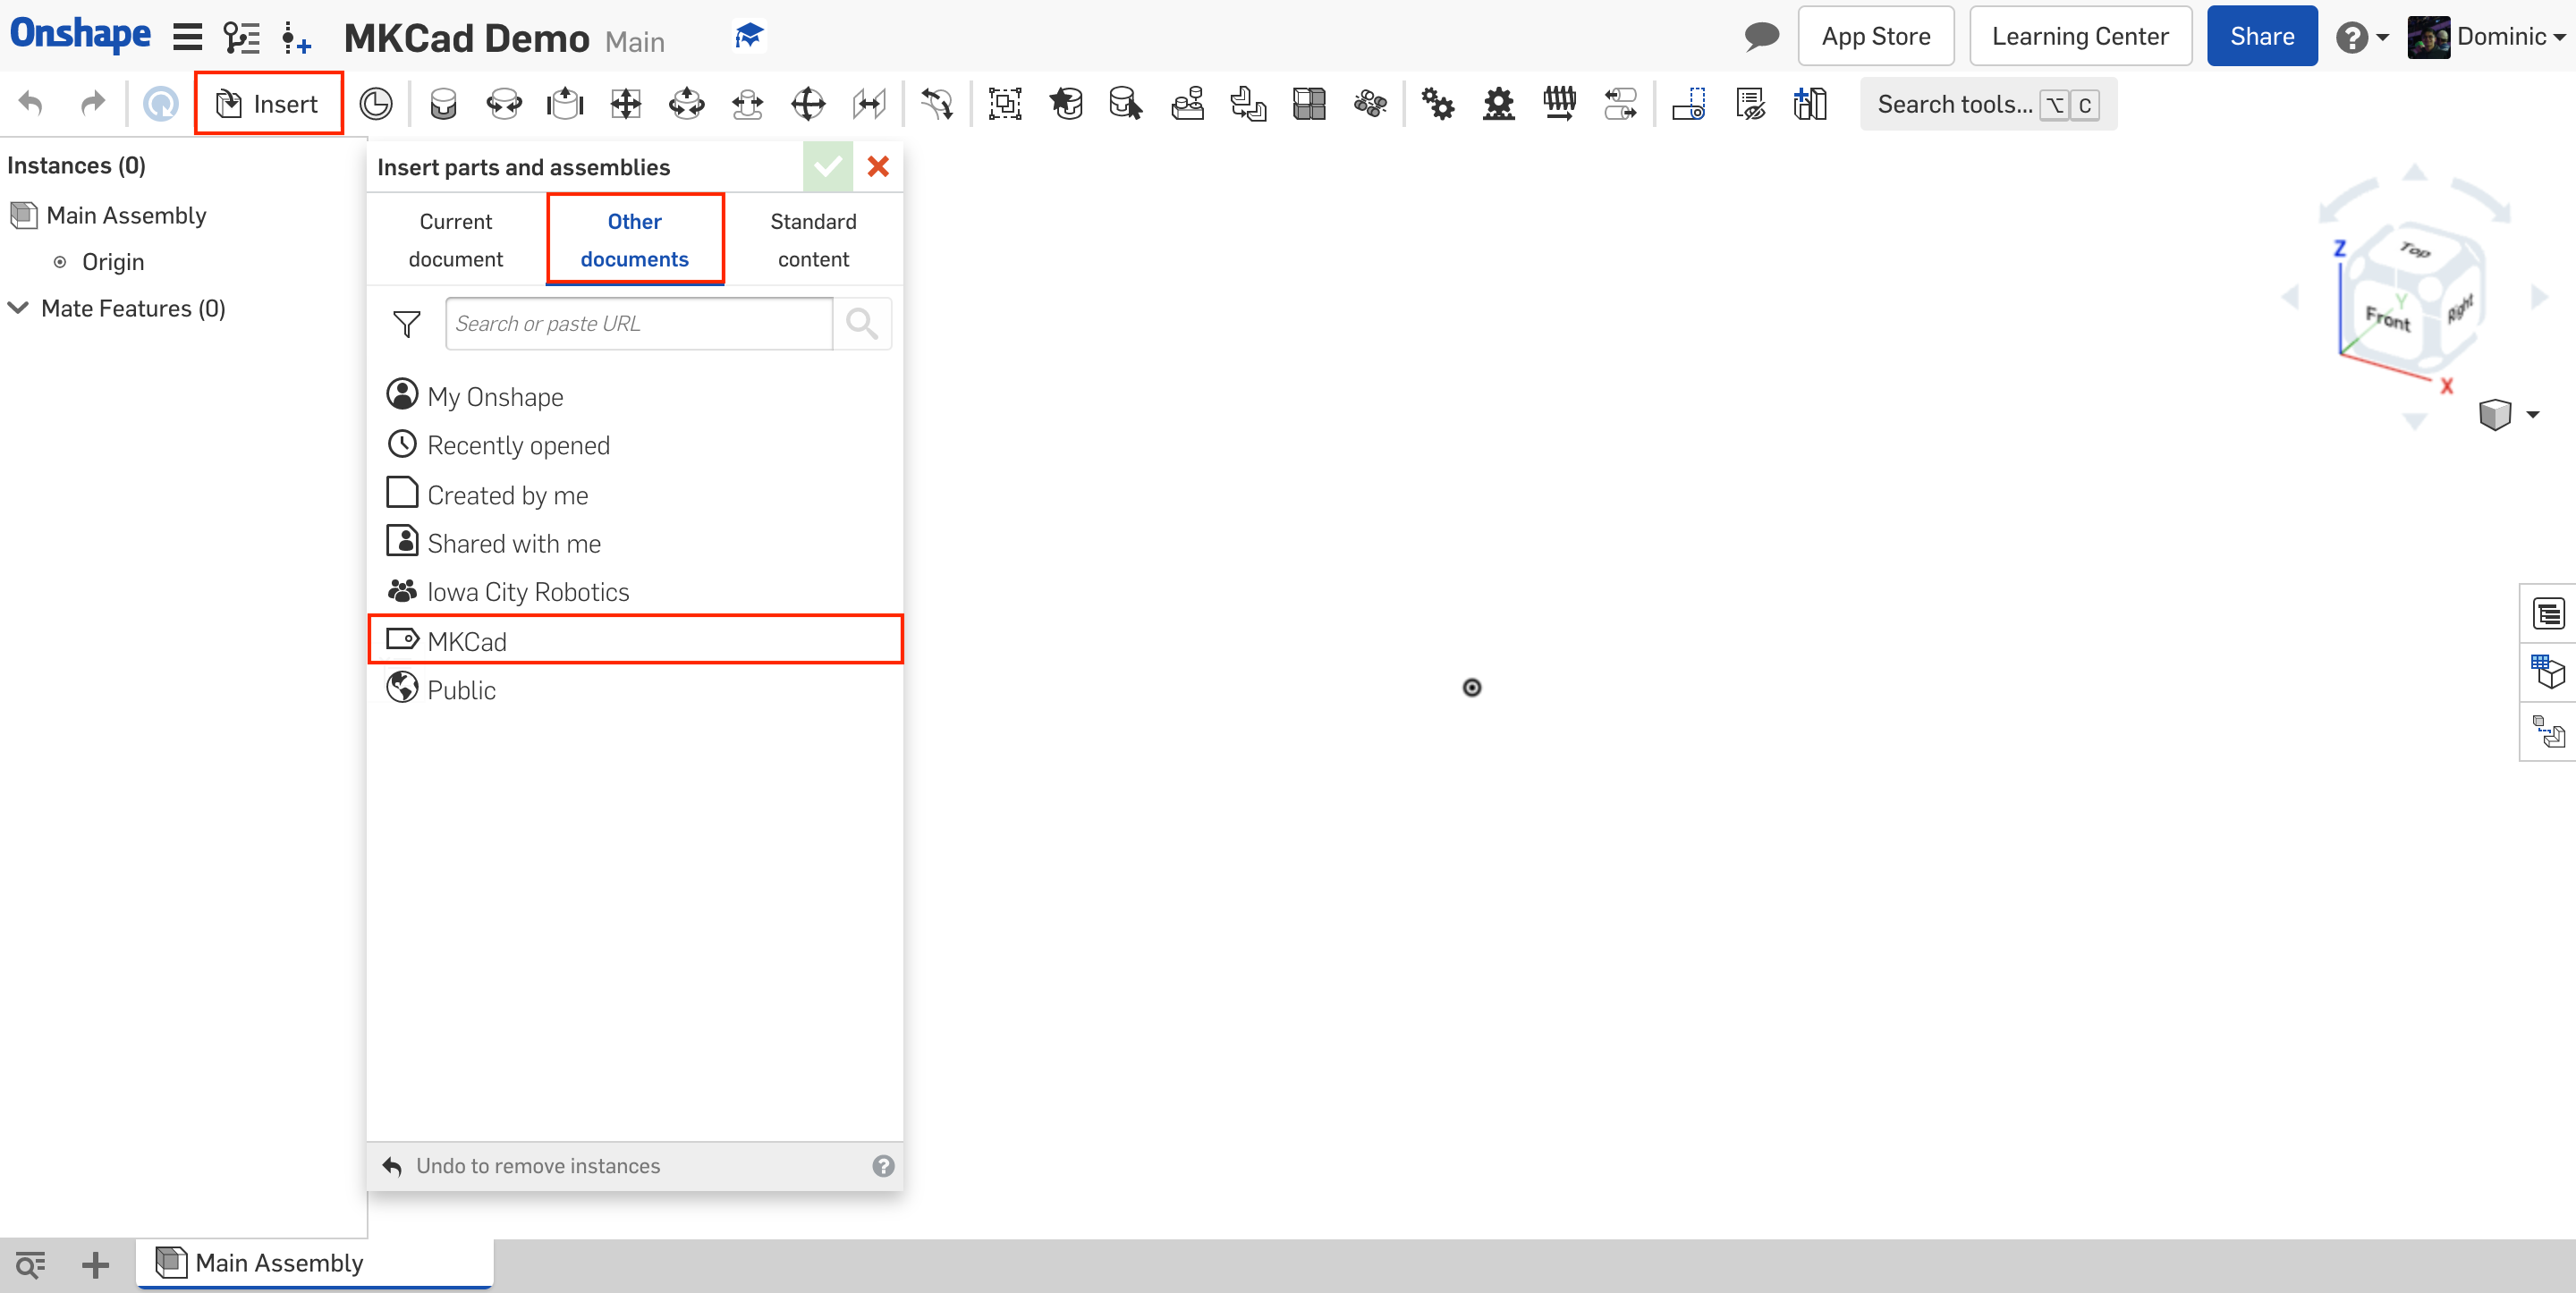 Onshape
MKCad Demo Main
App Store
Learning Center
Share
?
Dominic
Insert
Search tools... ⌥ C
Instances (0)
Main Assembly
Origin
Mate Features (0)
Insert parts and assemblies
Current
document
Other
documents
Standard
content
Search or paste URL
My Onshape
Recently opened
Created by me
Shared with me
Iowa City Robotics
MKCad
Public
Undo to remove instances
?
Z
Top
Y
Front
Right
X
Main Assembly